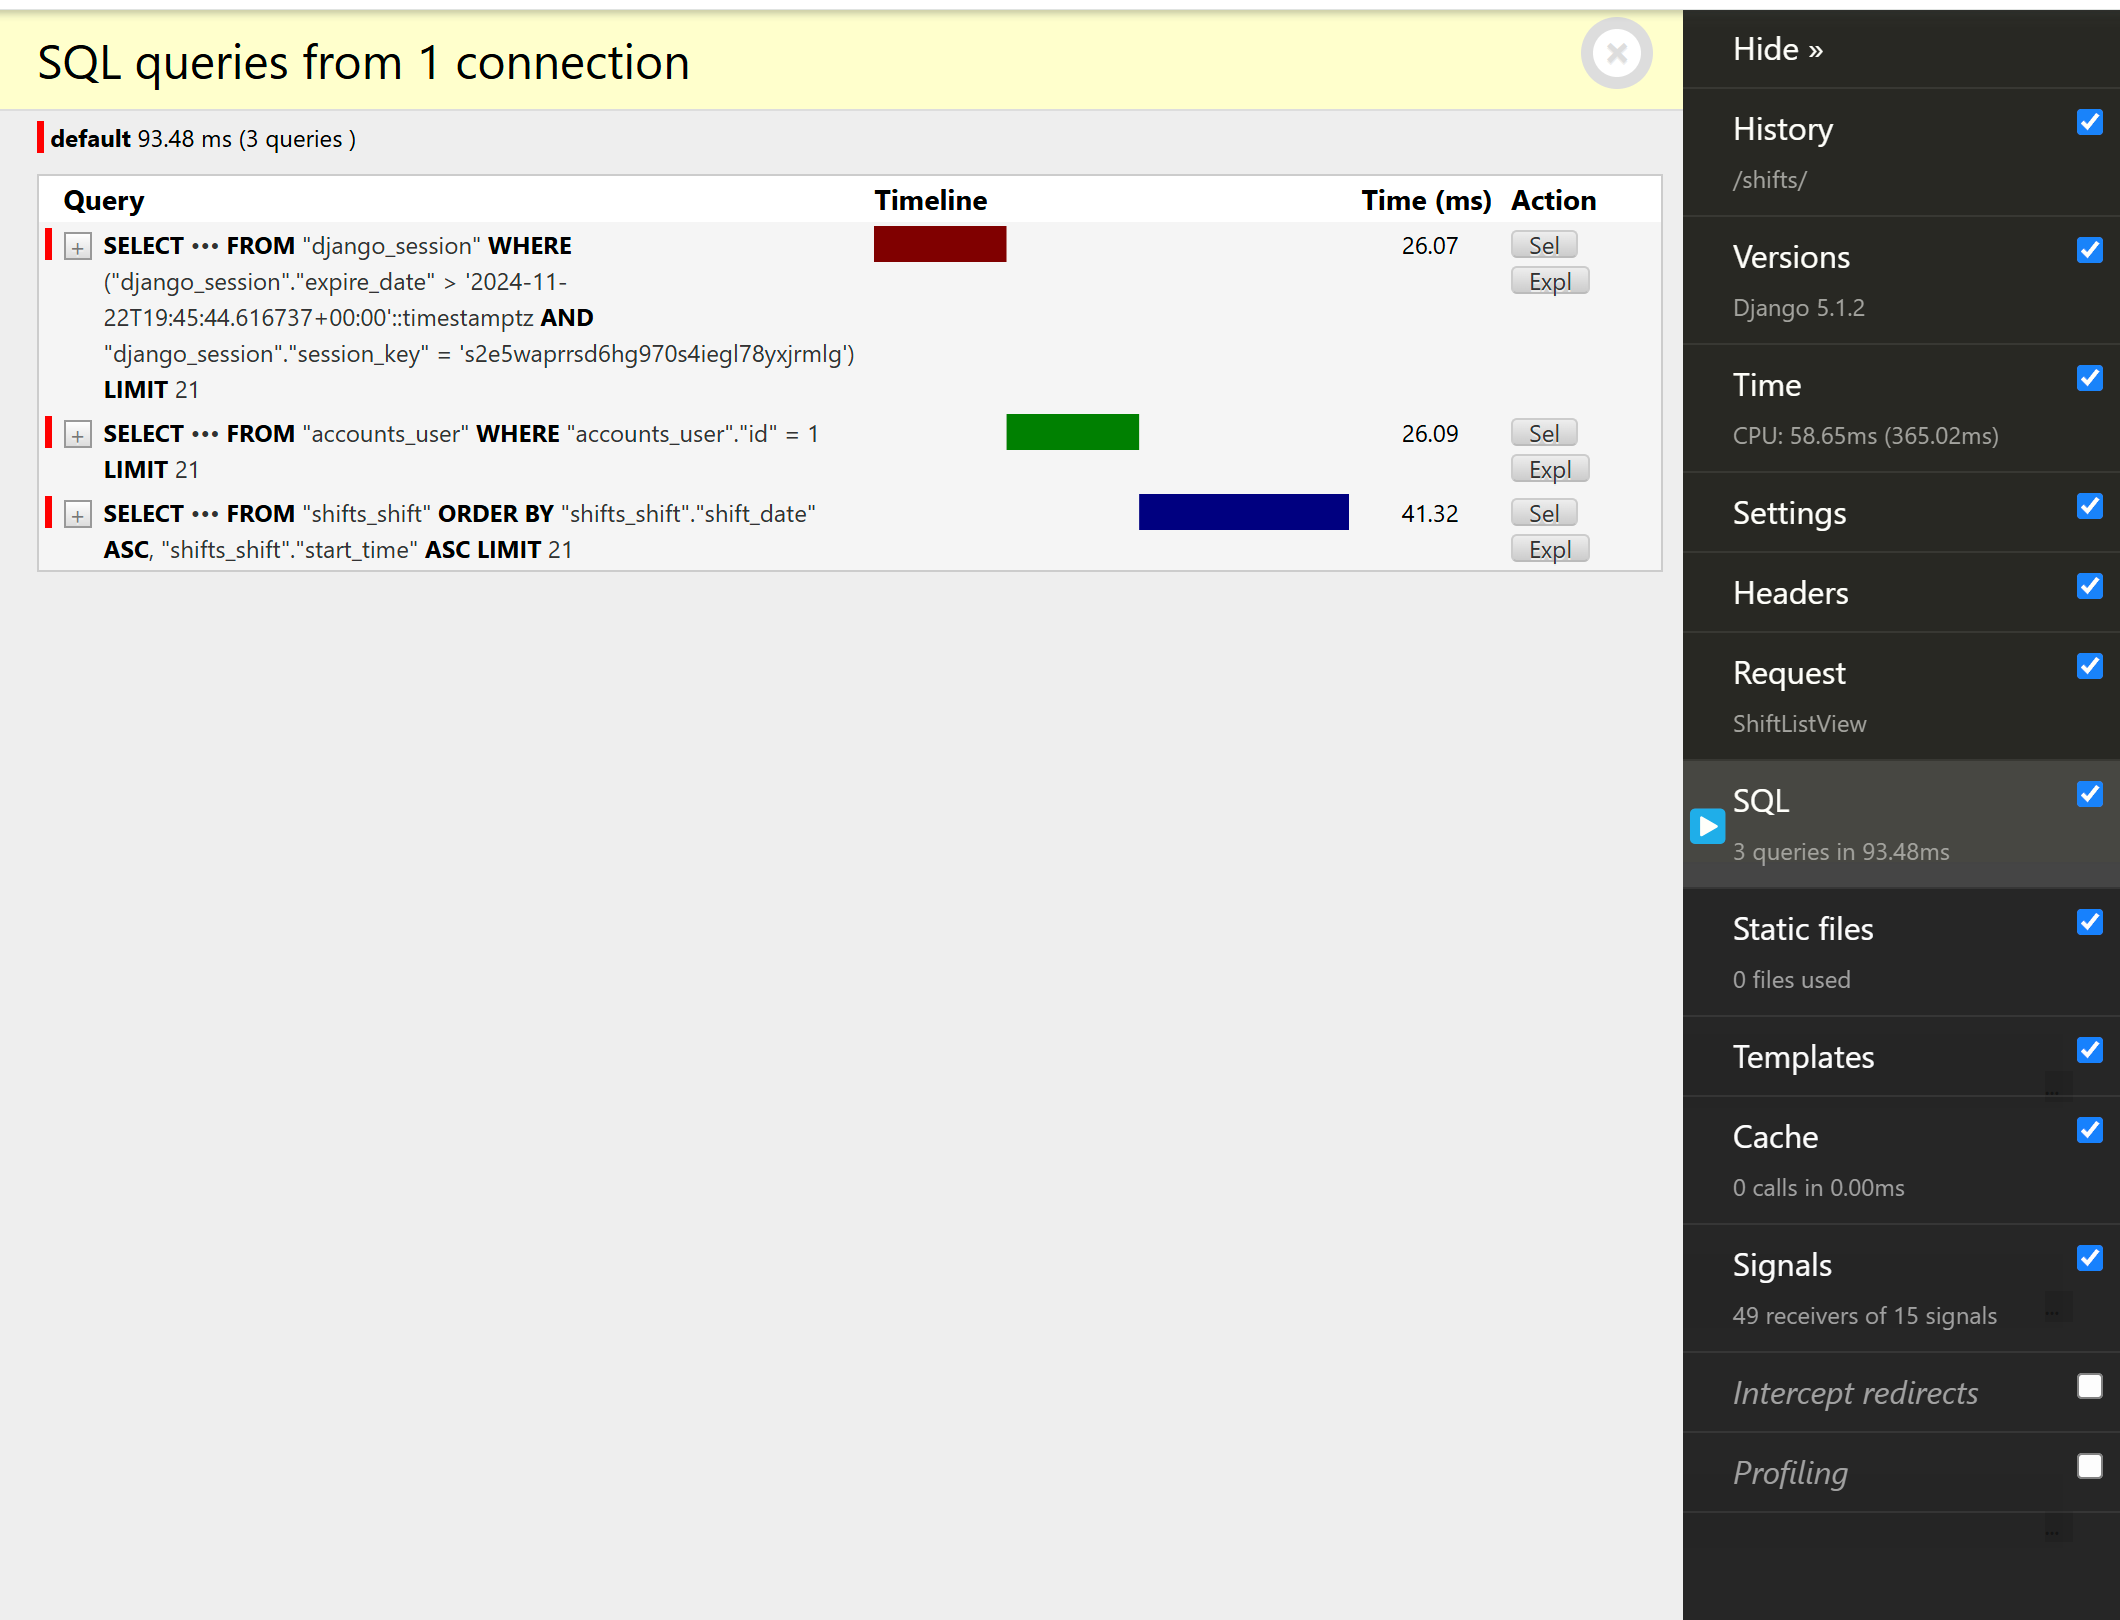 SQL queries from 1 connection
default 93.48 ms (3 queries )
Query Timeline Time (ms) Action
+ SELECT ••• FROM "django_session" WHERE 26.07 Sel
("django_session"."expire_date" > '2024-11- Expl
22T19:45:44.616737+00:00'::timestamptz AND
"django_session"."session_key" = 's2e5waprrsd6hg970s4iegl78yxjrmlg')
LIMIT 21
+ SELECT ••• FROM "accounts_user" WHERE "accounts_user"."id" = 1 26.09 Sel
LIMIT 21 Expl
+ SELECT ••• FROM "shifts_shift" ORDER BY "shifts_shift"."shift_date" 41.32 Sel
ASC, "shifts_shift"."start_time" ASC LIMIT 21 Expl
Hide »
History
/shifts/
Versions
Django 5.1.2
Time
CPU: 58.65ms (365.02ms)
Settings
Headers
Request
ShiftListView
SQL
3 queries in 93.48ms
Static files
0 files used
Templates
...
Cache
0 calls in 0.00ms
Signals
49 receivers of 15 signals ...
Intercept redirects
Profiling
...